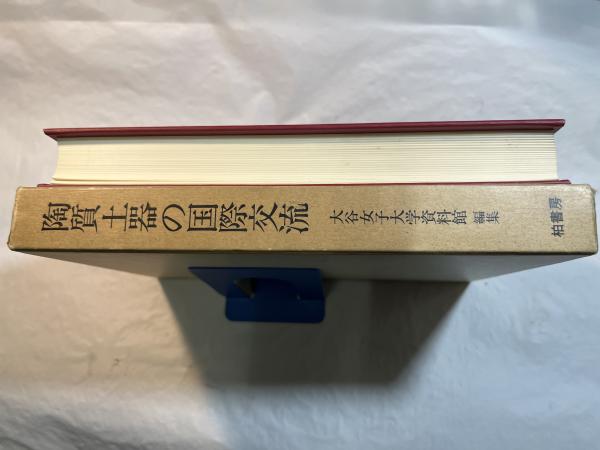 陶質土器の国際交流
大谷女子大学資料館 編集
柏書房